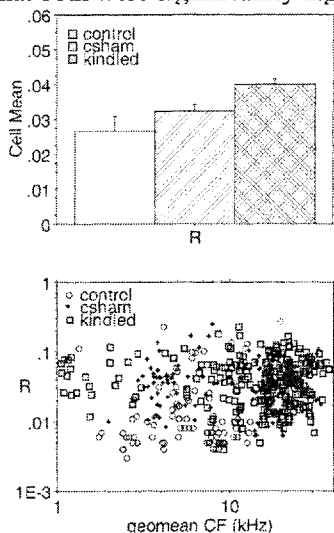 .06
control
csham
kindled
.05
.04
.03
.02
.01
0
Cell Mean
R
1
control
csham
kindled
.1
R
.01
1E-3
1
10
geomean CF (kHz)